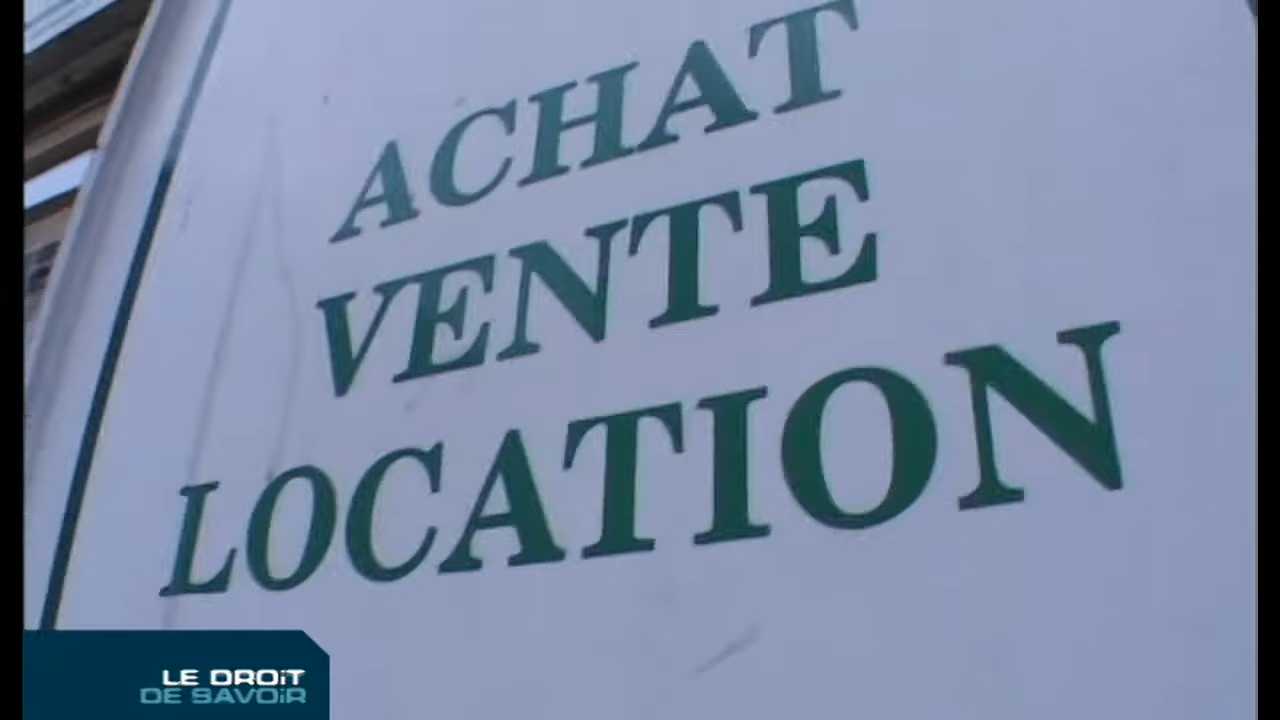 ACHAT
VENTE
LOCATION
LE DROiT
DE SAVOiR